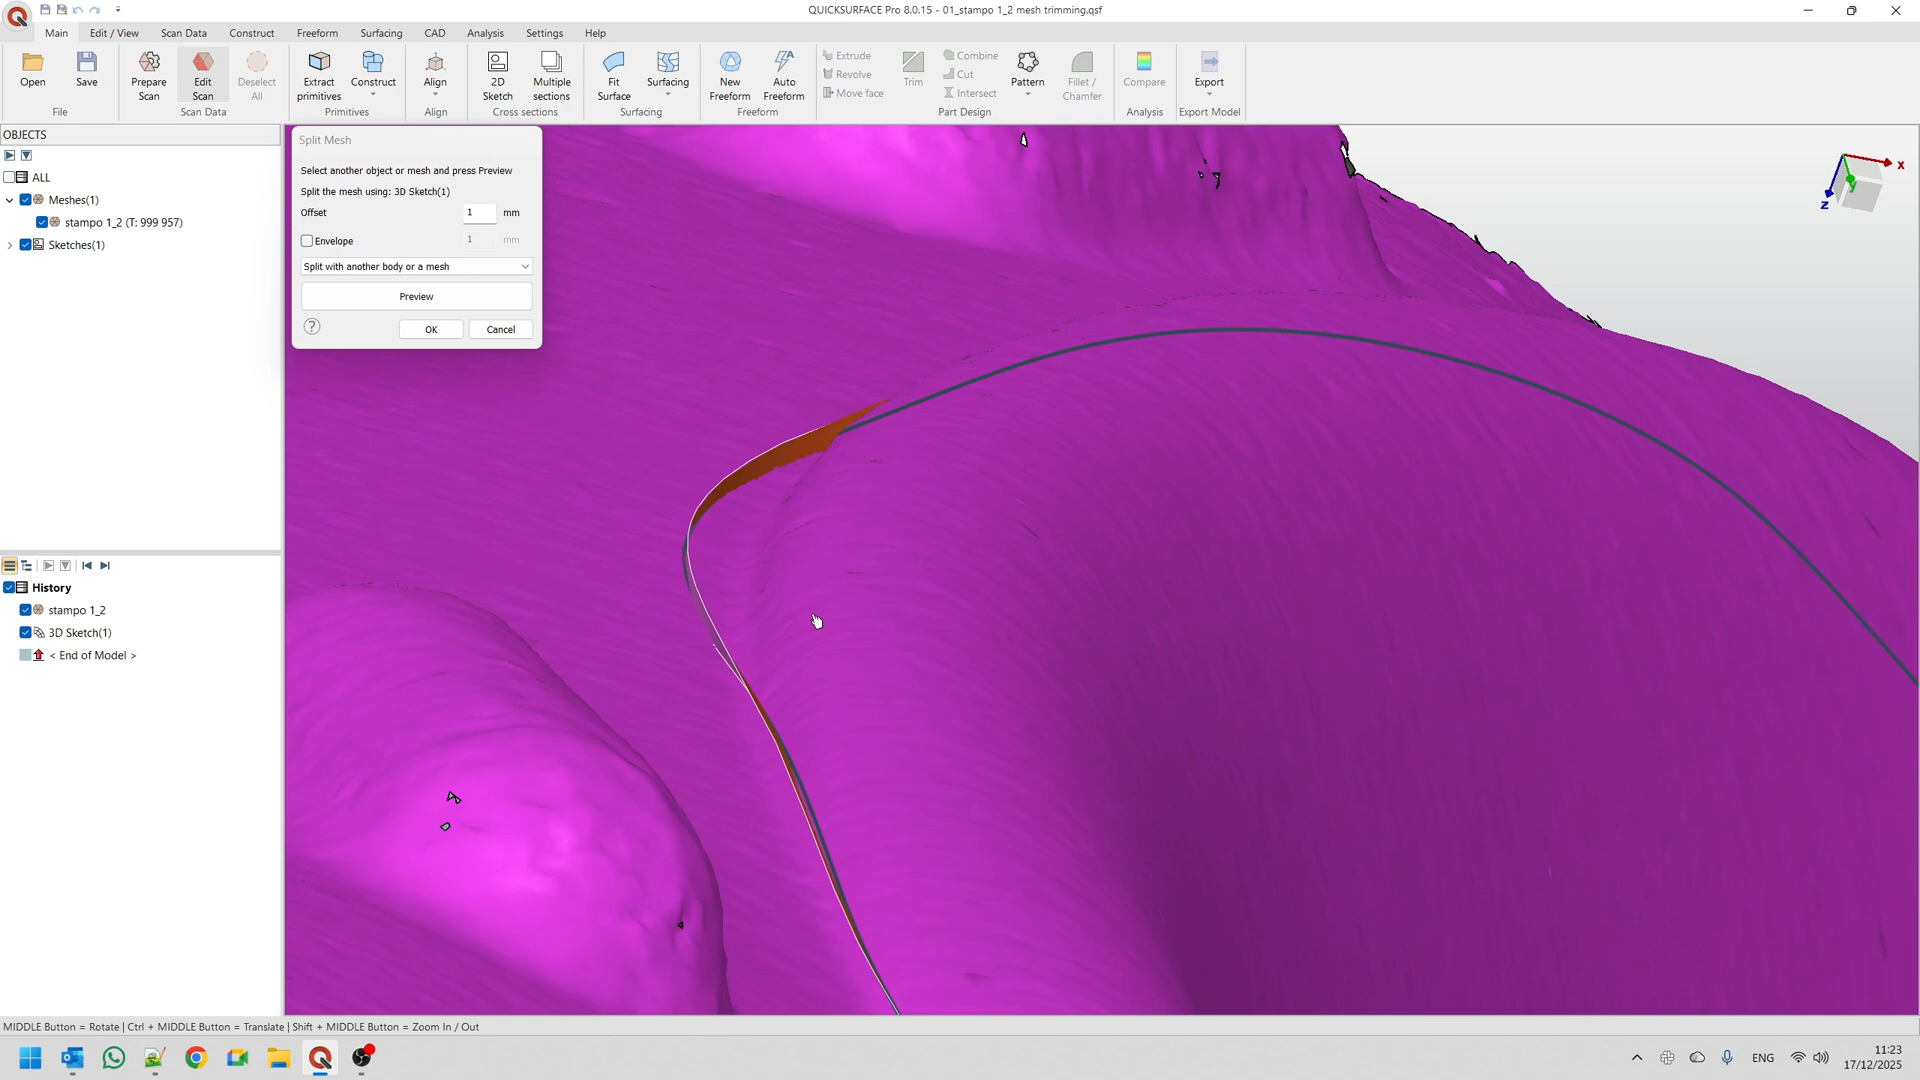 QUICKSURFACE Pro 8.0.15 - 01_stampo 1_2 mesh trimming.qsf
Main Edit / View Scan Data Construct Freeform Surfacing CAD Analysis Settings Help
Open Save Prepare Scan Edit Scan Deselect All Extract primitives Construct Align 2D Sketch Multiple sections Fit Surface Surfacing New Freeform Auto Freeform Extrude Revolve Move face Trim Combine Cut Intersect Pattern Fillet / Chamfer Compare Export
File Scan Data Primitives Align Cross sections Surfacing Freeform Part Design Analysis Export Model
OBJECTS
ALL
Meshes(1)
stampo 1_2 (T: 999 957)
Sketches(1)
Split Mesh
Select another object or mesh and press Preview
Split the mesh using: 3D Sketch(1)
Offset 1 mm
Envelope 1 mm
Split with another body or a mesh
Preview
? OK Cancel
X
Y
Z
History
stampo 1_2
3D Sketch(1)
< End of Model >
MIDDLE Button = Rotate | Ctrl + MIDDLE Button = Translate | Shift + MIDDLE Button = Zoom In / Out
ENG
11:23
17/12/2025